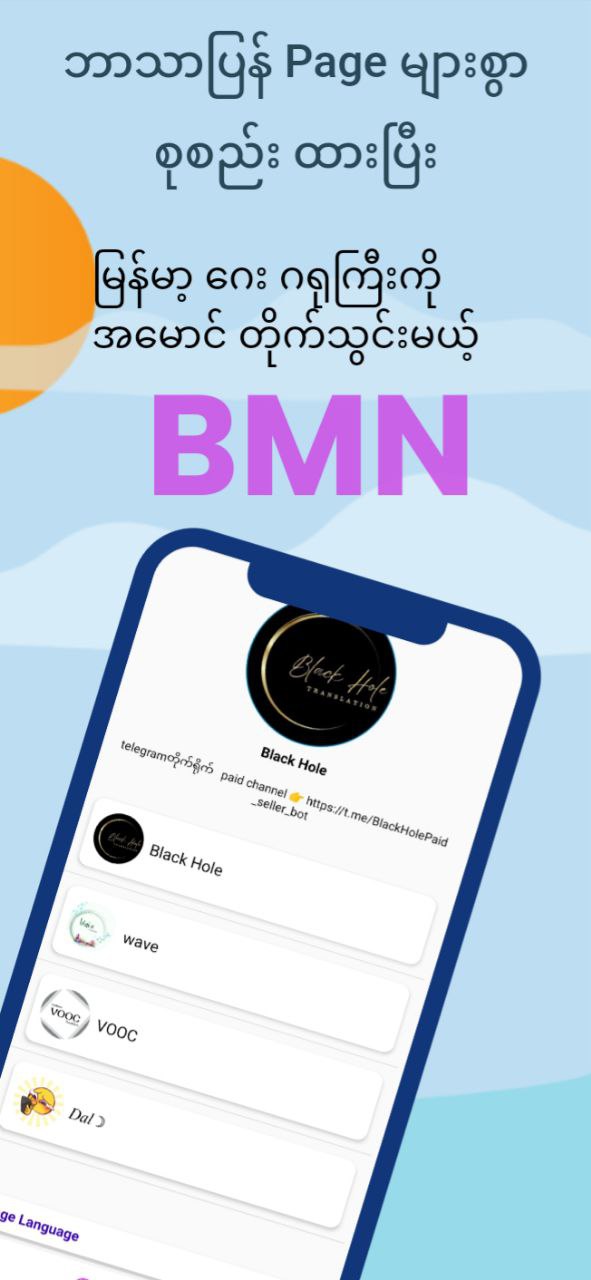 ဘာသာပြန် Page များစွာ
စုစည်း ထားပြီး
မြန်မာ့ ဂေး ဂရုကြီးကို
အမောင် တိုက်သွင်းမယ့်
BMN
Black Hole
TRANSLATION
Black Hole
telegramတိုက်ရိုက် paid channel 👉 https://t.me/BlackHolePaid
_seller_bot
Black Hole
wave
VOOC
VOOC
Dal☽
ge Language